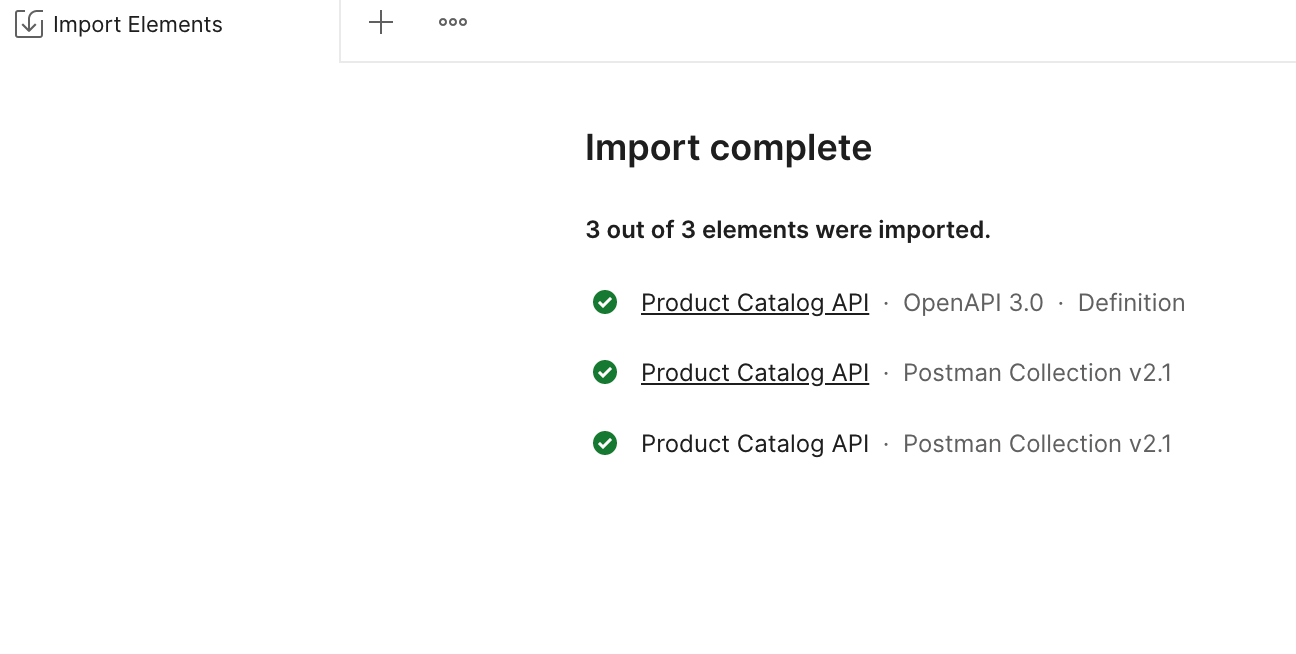 Import Elements
Import complete
3 out of 3 elements were imported.
Product Catalog API · OpenAPI 3.0 · Definition
Product Catalog API · Postman Collection v2.1
Product Catalog API · Postman Collection v2.1